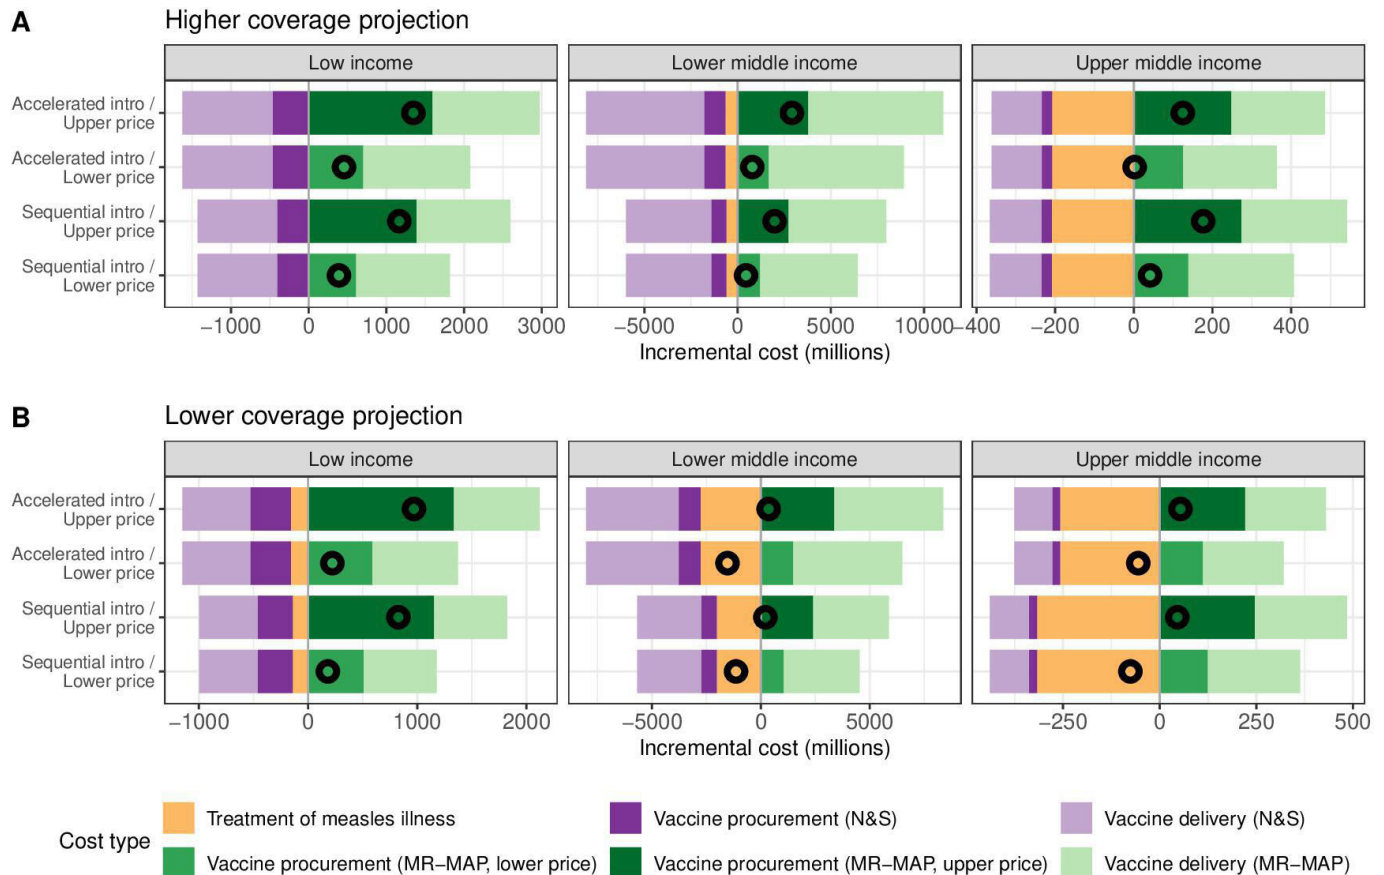 A
Higher coverage projection
Low income
Lower middle income
Upper middle income
Accelerated intro /
Upper price
Accelerated intro /
Lower price
Sequential intro /
Upper price
Sequential intro /
Lower price
−1000 0 1000 2000 3000
−5000 0 5000 10000
−400 −200 0 200 400
Incremental cost (millions)
B
Lower coverage projection
Low income
Lower middle income
Upper middle income
Accelerated intro /
Upper price
Accelerated intro /
Lower price
Sequential intro /
Upper price
Sequential intro /
Lower price
−1000 0 1000 2000
−5000 0 5000
−250 0 250 500
Incremental cost (millions)
Cost type
Treatment of measles illness
Vaccine procurement (N&S)
Vaccine delivery (N&S)
Vaccine procurement (MR−MAP, lower price)
Vaccine procurement (MR−MAP, upper price)
Vaccine delivery (MR−MAP)